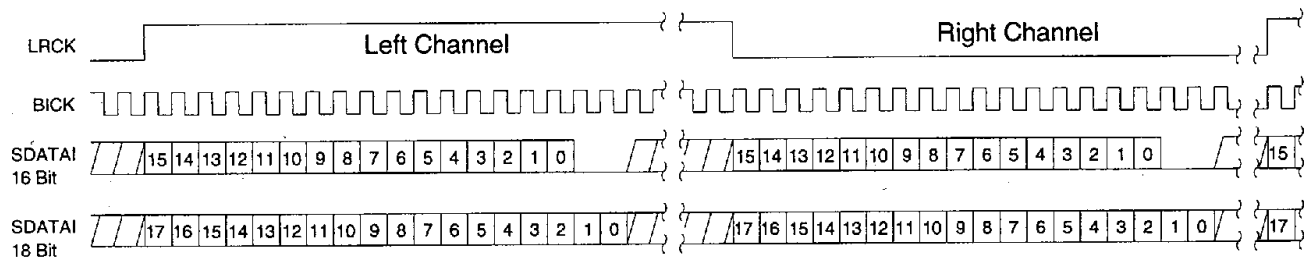 LRCK Left Channel Right Channel
BICK
SDATAI 15 14 13 12 11 10 9 8 7 6 5 4 3 2 1 0 15 14 13 12 11 10 9 8 7 6 5 4 3 2 1 0 15
16 Bit
SDATAI 17 16 15 14 13 12 11 10 9 8 7 6 5 4 3 2 1 0 17 16 15 14 13 12 11 10 9 8 7 6 5 4 3 2 1 0 17
18 Bit